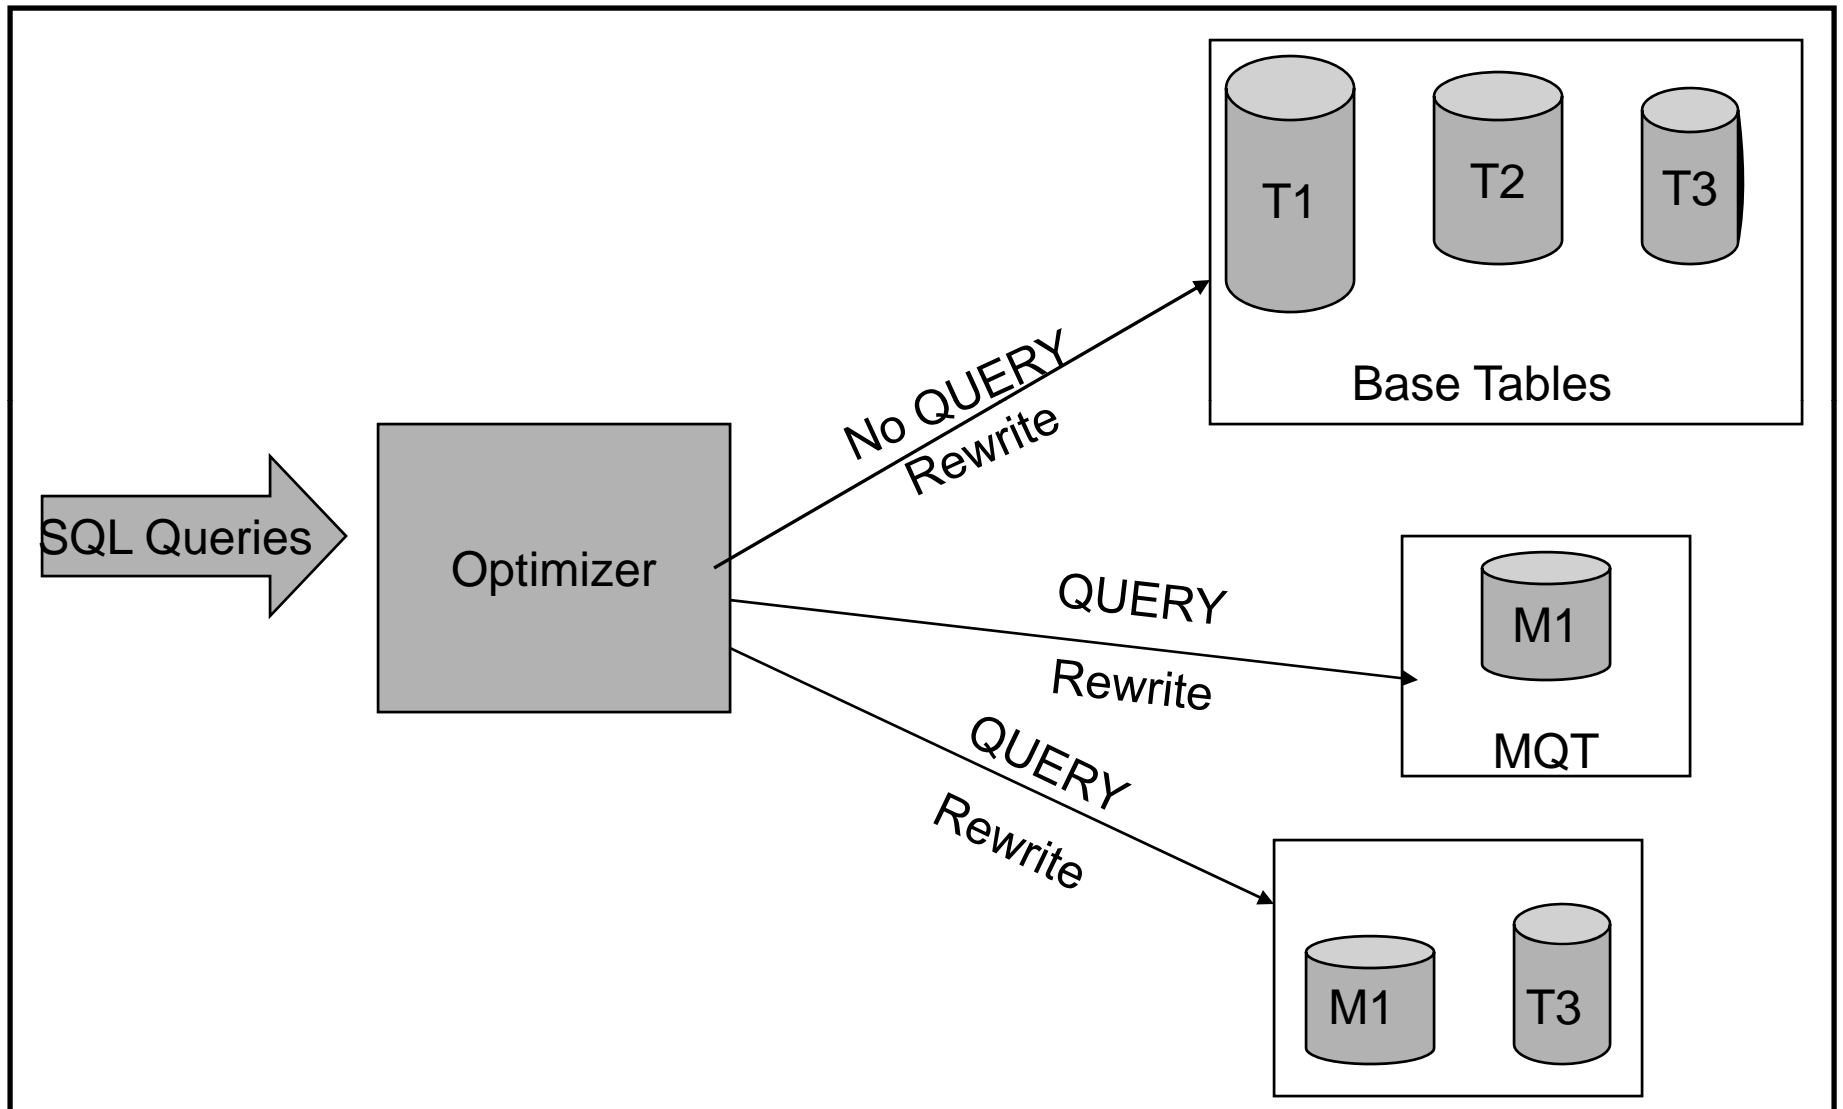 T1
T2
T3
Base Tables
No QUERY
Rewrite
SQL Queries
Optimizer
QUERY
Rewrite
M1
MQT
QUERY
Rewrite
M1
T3